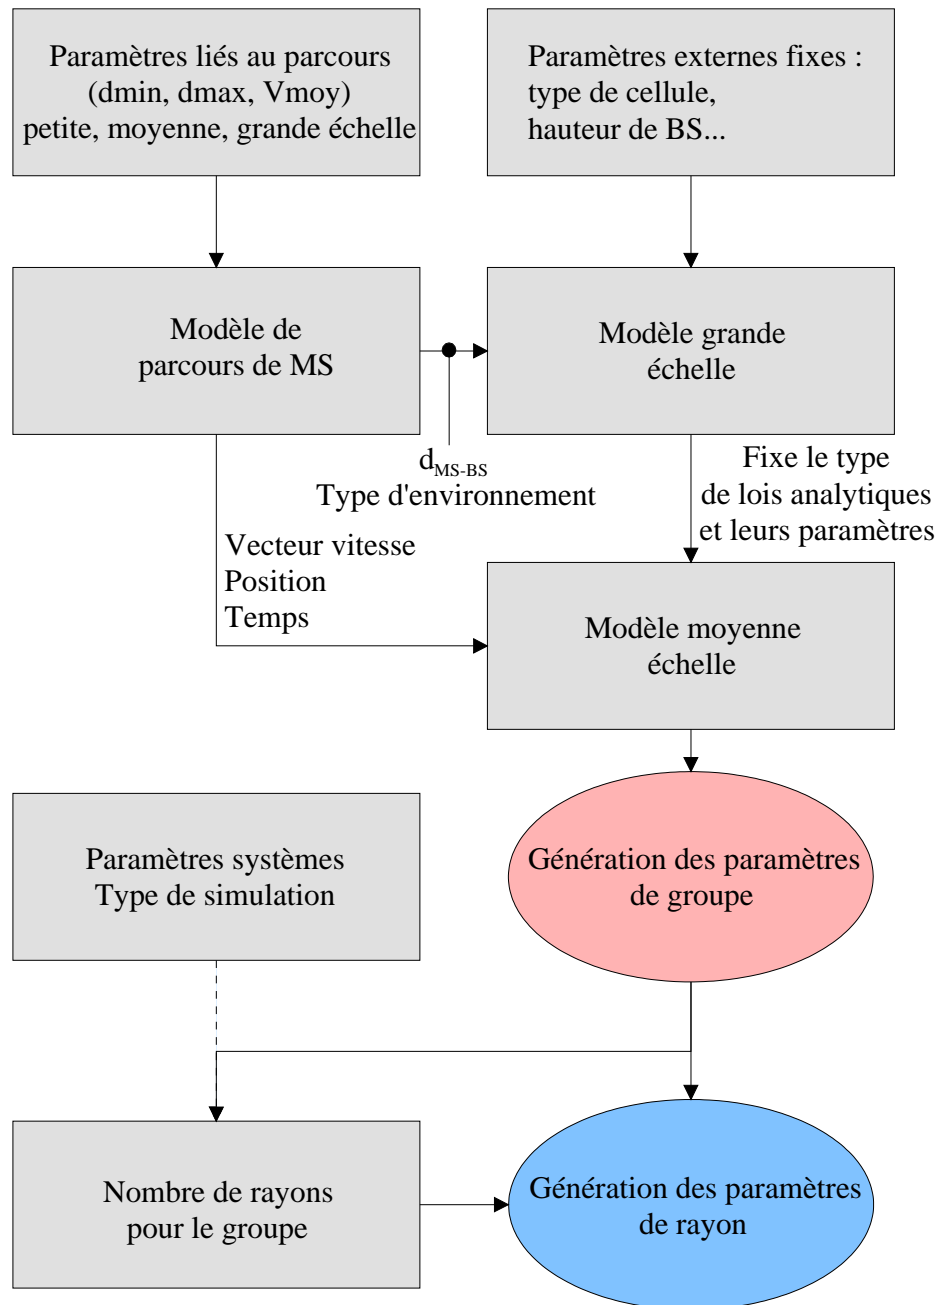 Paramètres liés au parcours
(dmin, dmax, Vmoy)
petite, moyenne, grande échelle
Paramètres externes fixes :
type de cellule,
hauteur de BS...
Modèle de
parcours de MS
Modèle grande
échelle
d_MS-BS
Type d'environnement
Fixe le type
de lois analytiques
et leurs paramètres
Vecteur vitesse
Position
Temps
Modèle moyenne
échelle
Paramètres systèmes
Type de simulation
Génération des paramètres
de groupe
Nombre de rayons
pour le groupe
Génération des paramètres
de rayon